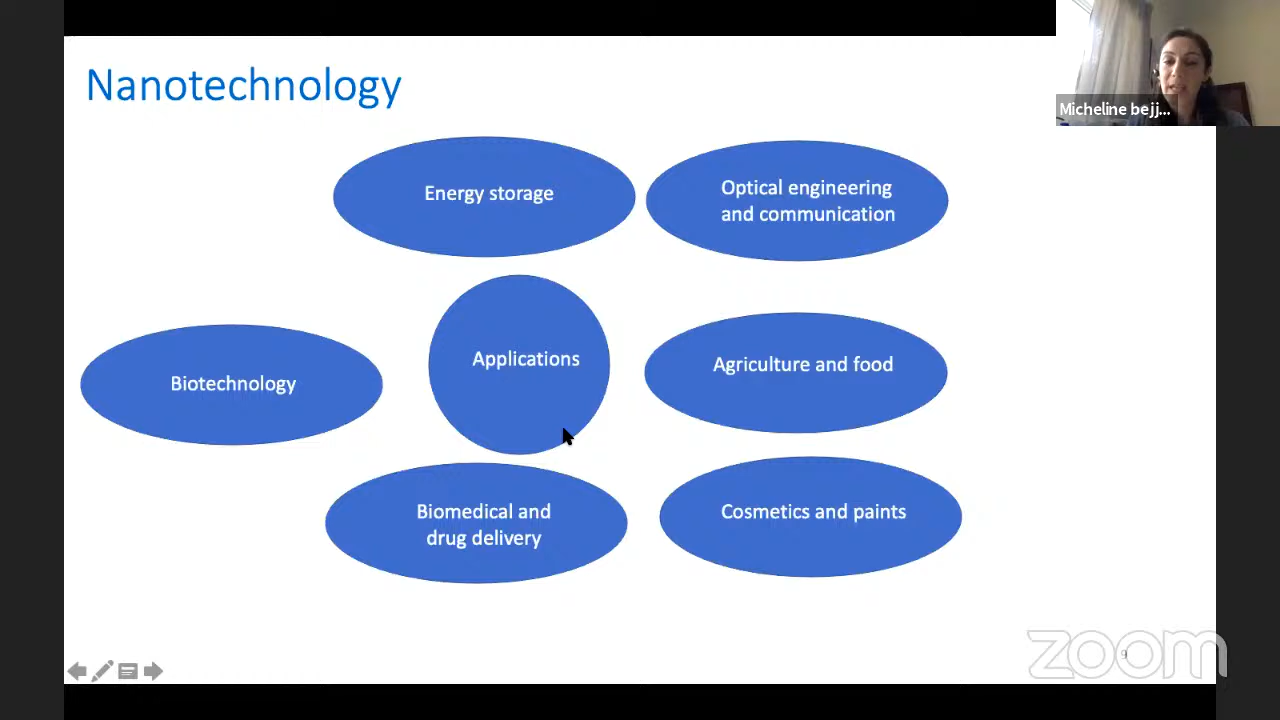 Nanotechnology
Micheline bejj...
Energy storage
Optical engineering
and communication
Applications
Agriculture and food
Biotechnology
Biomedical and
drug delivery
Cosmetics and paints
zoom
9